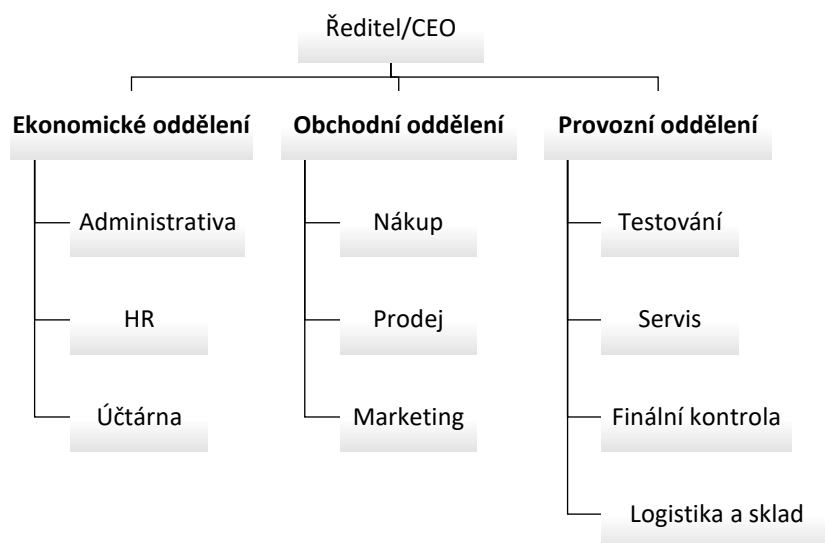 Ředitel/CEO
Ekonomické oddělení
Administrativa
HR
Účtárna
Obchodní oddělení
Nákup
Prodej
Marketing
Provozní oddělení
Testování
Servis
Finální kontrola
Logistika a sklad